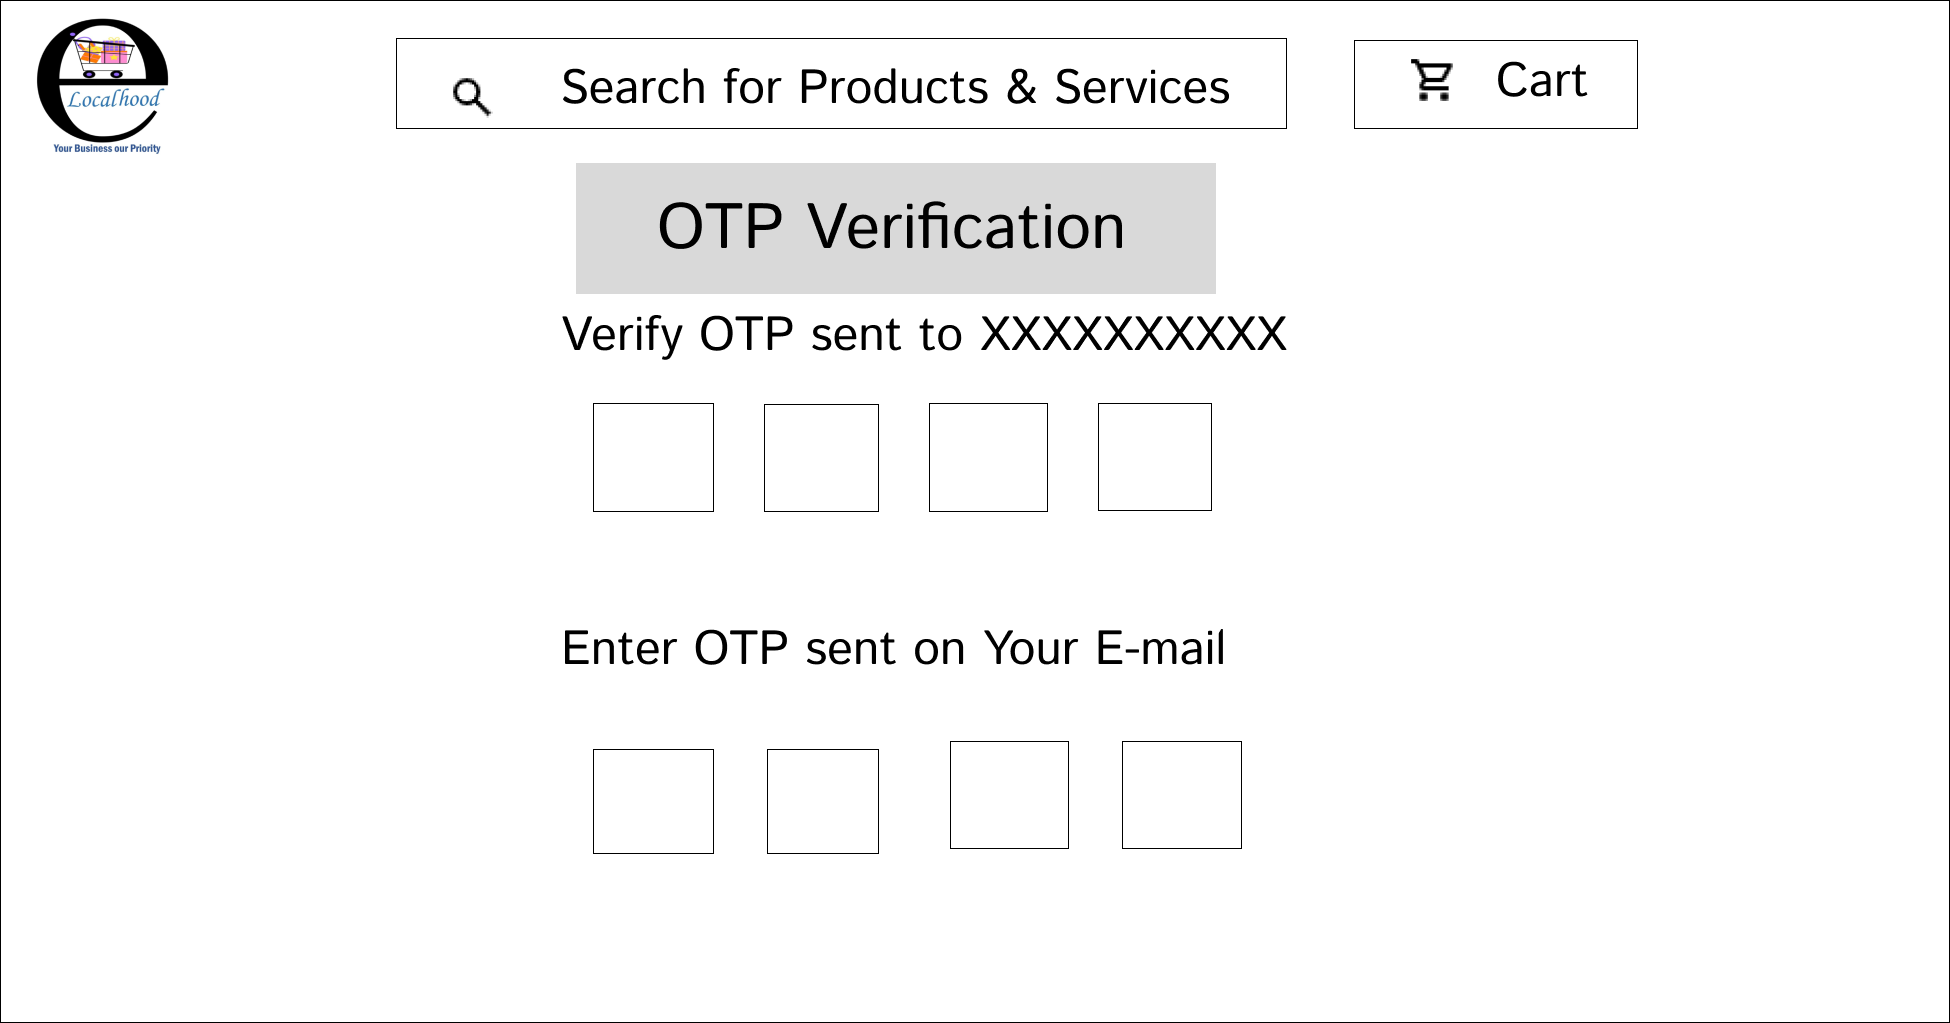 Localhood
Your Business our Priority
Search for Products & Services
Cart
OTP Verification
Verify OTP sent to XXXXXXXXXX
Enter OTP sent on Your E-mail